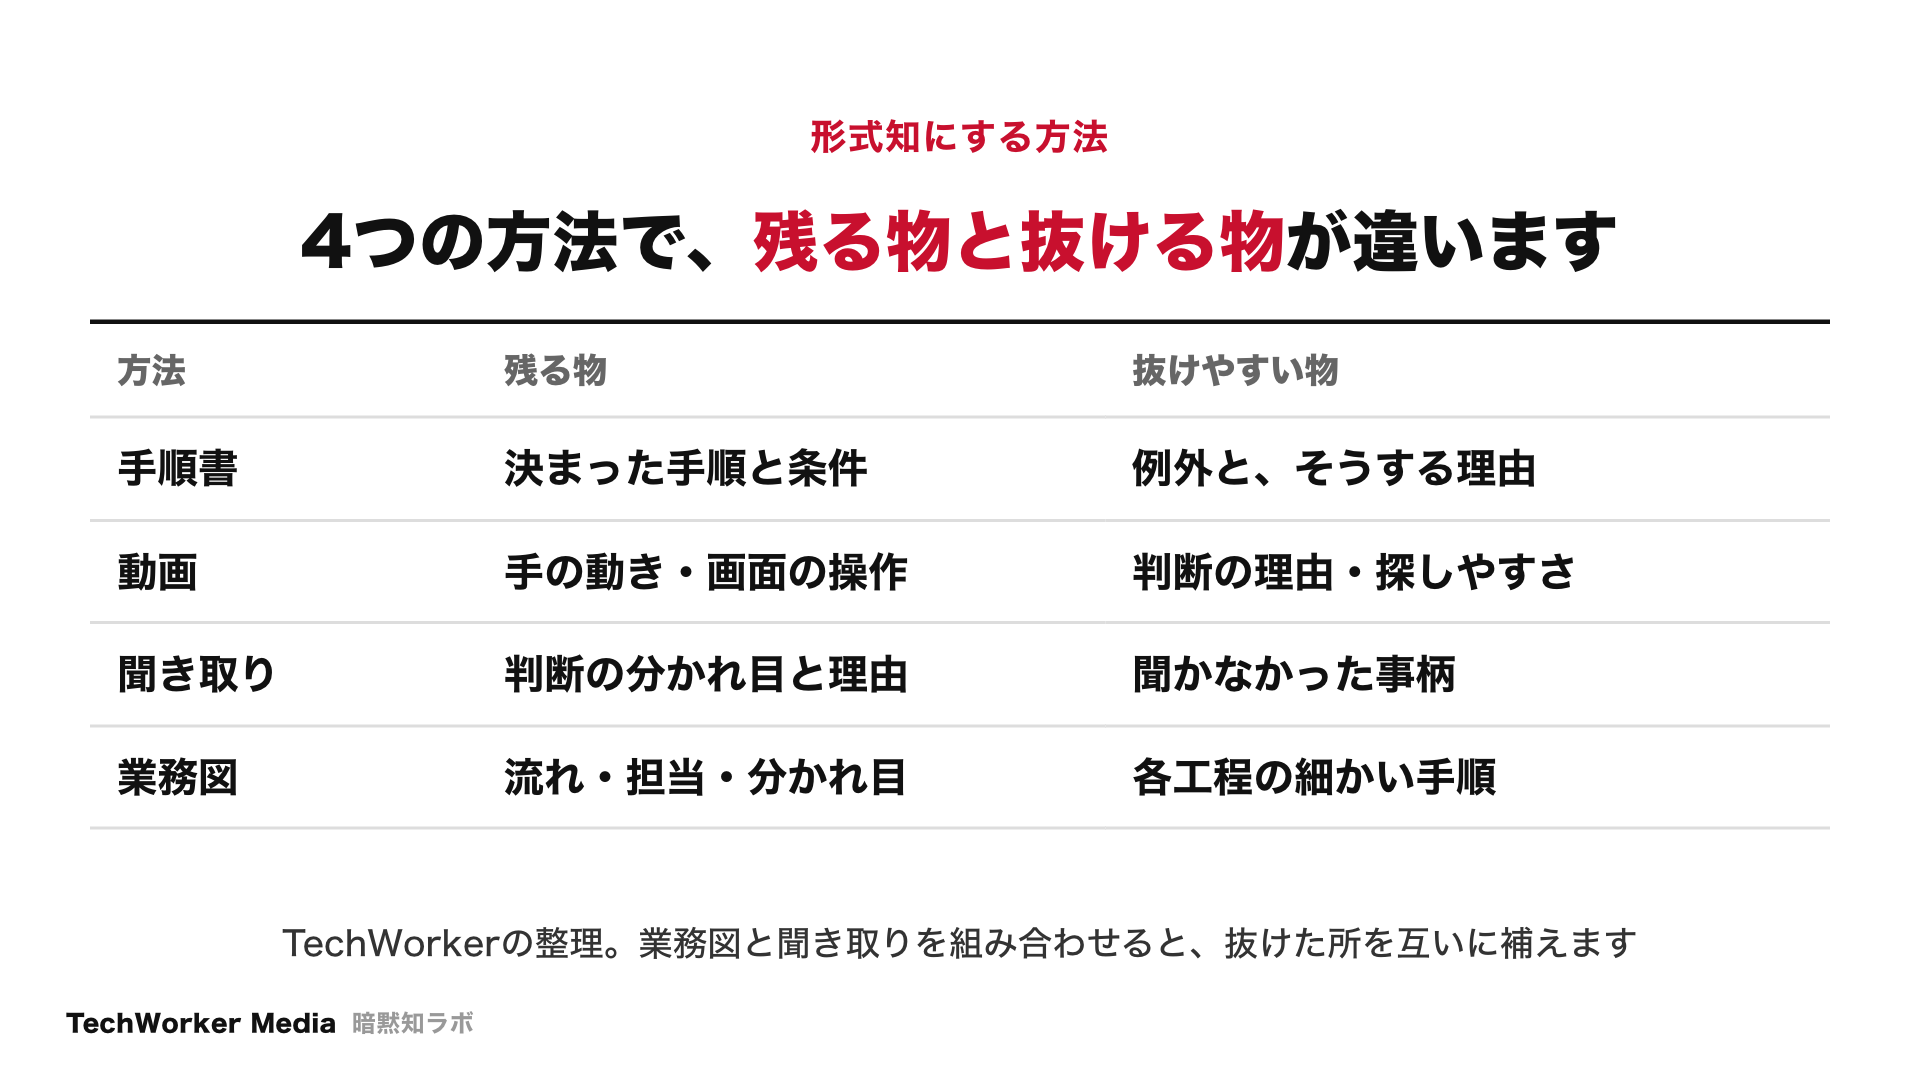 形式知にする方法
4つの方法で、残る物と抜ける物が違います
方法 残る物 抜けやすい物
手順書 決まった手順と条件 例外と、そうする理由
動画 手の動き・画面の操作 判断の理由・探しやすさ
聞き取り 判断の分かれ目と理由 聞かなかった事柄
業務図 流れ・担当・分かれ目 各工程の細かい手順
TechWorkerの整理。業務図と聞き取りを組み合わせると、抜けた所を互いに補えます
TechWorker Media 暗黙知ラボ